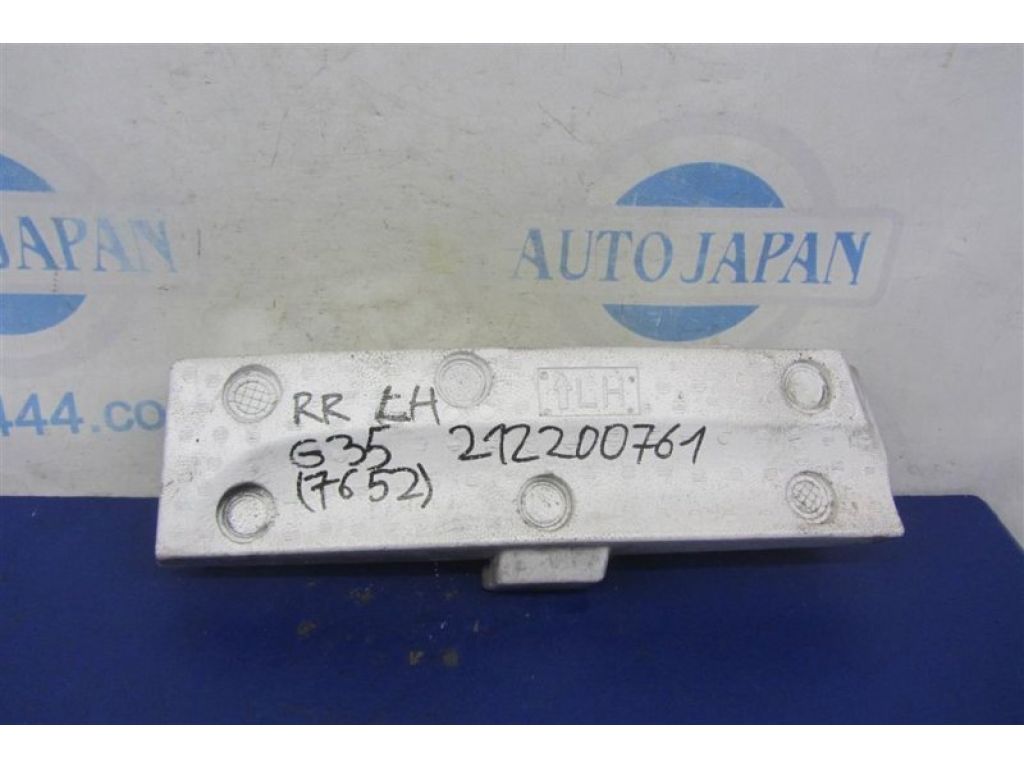 AUTO JAPAN
JAPAN
444.co
↑LH
RR LH
G35 212200761
(7652)